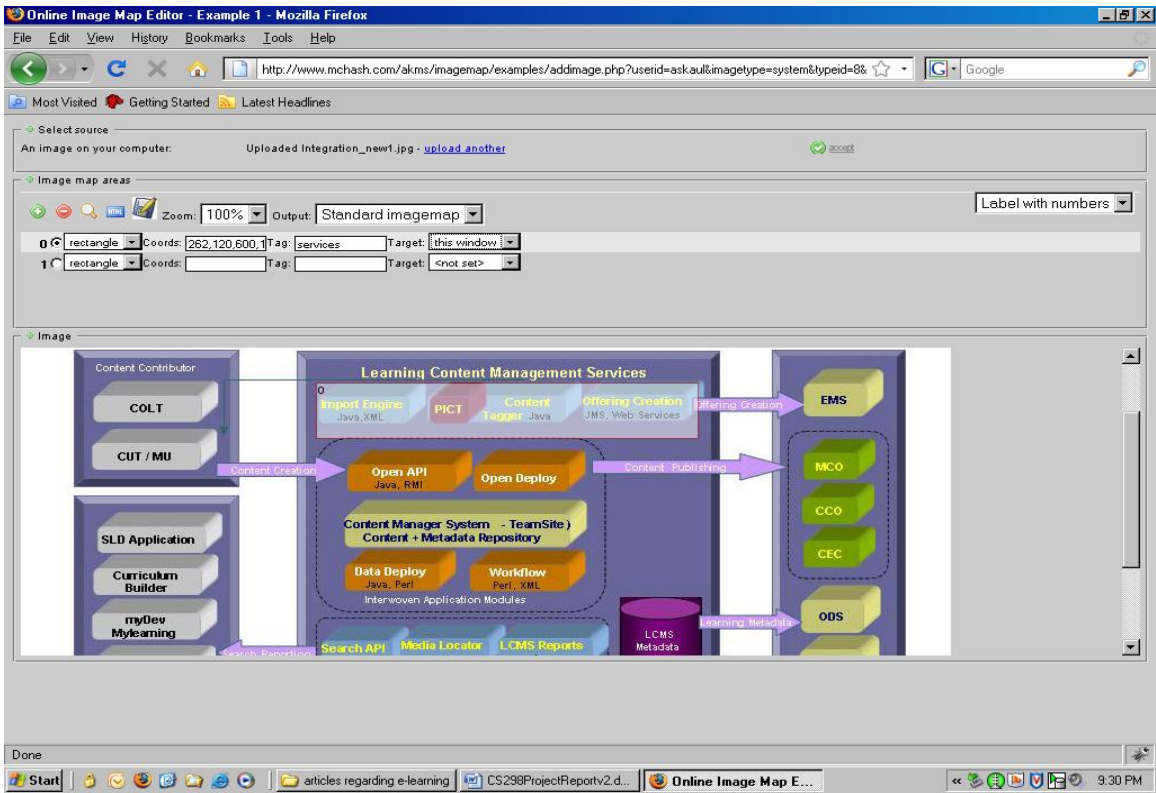 Online Image Map Editor - Example 1 - Mozilla Firefox
File Edit View History Bookmarks Tools Help
http://www.mchash.com/akms/imagemap/examples/addimage.php?userid=askaul&imagetype=system&typeid=8& Google
Most Visited Getting Started Latest Headlines
Select source
An image on your computer: Uploaded Integration_new1.jpg - upload another accept
Image map areas
Zoom: 100% Output: Standard imagemap Label with numbers
0 rectangle Coords: 262,120,600,1 Tag: services Target: this window
1 rectangle Coords: Tag: Target: <not set>
Image
Content Contributor
COLT
CUT / MU
SLD Application
Curriculum
Builder
myDev
Mylearning
Content Creation
Search Reporting
Learning Content Management Services
0
Import Engine
Java,XML
PICT
Content
Tagger Java
Offering Creation
JMS, Web Services
Open API
Java, RMI
Open Deploy
Content Manager System - TeamSite )
Content + Metadata Repository
Data Deploy
Java, Perl
Workflow
Perl, XML
Interwoven Application Modules
Search API Media Locator LCMS Reports
LCMS
Metadata
Offering Creation
Content Publishing
Learning Metadata
EMS
MCO
CCO
CEC
ODS
Done
Start articles regarding e-learning CS298ProjectReportv2.d... Online Image Map E... 9:30 PM